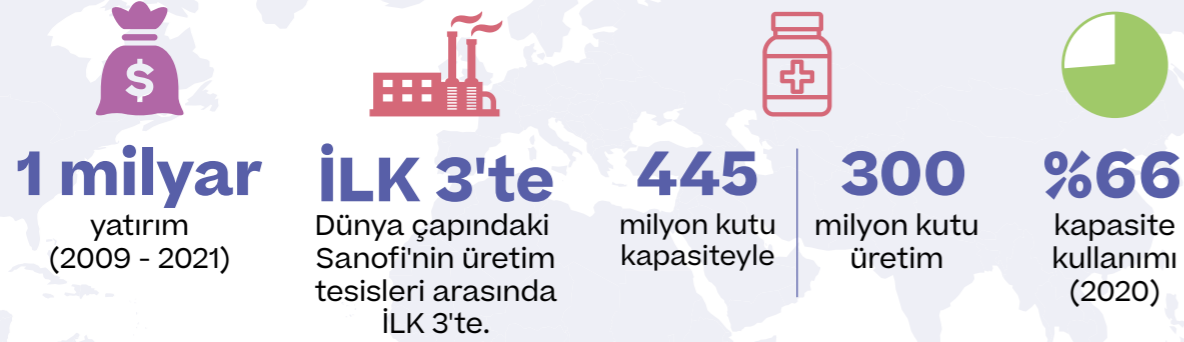 $
1 milyar
yatırım
(2009 - 2021)
İLK 3'te
Dünya çapındaki
Sanofi'nin üretim
tesisleri arasında
İLK 3'te.
445
milyon kutu
kapasiteyle
300
milyon kutu
üretim
%66
kapasite
kullanımı
(2020)